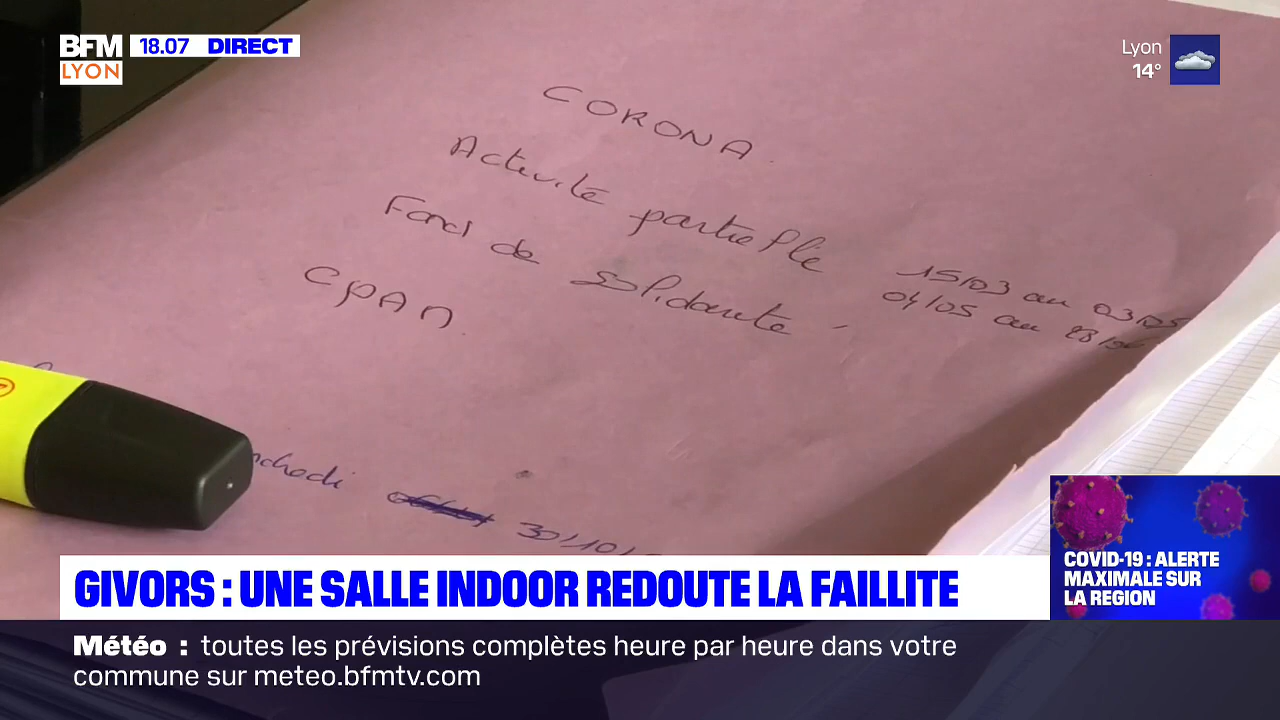 BFM 18.07 DIRECT
LYON
Lyon
14°
CORONA
Activité partielle
15/03 au 03/05
Fond de solidarité
04/05 au
CPAM
30/10/
GIVORS : UNE SALLE INDOOR REDOUTE LA FAILLITE
COVID-19 : ALERTE
MAXIMALE SUR
LA REGION
Météo : toutes les prévisions complètes heure par heure dans votre
commune sur meteo.bfmtv.com